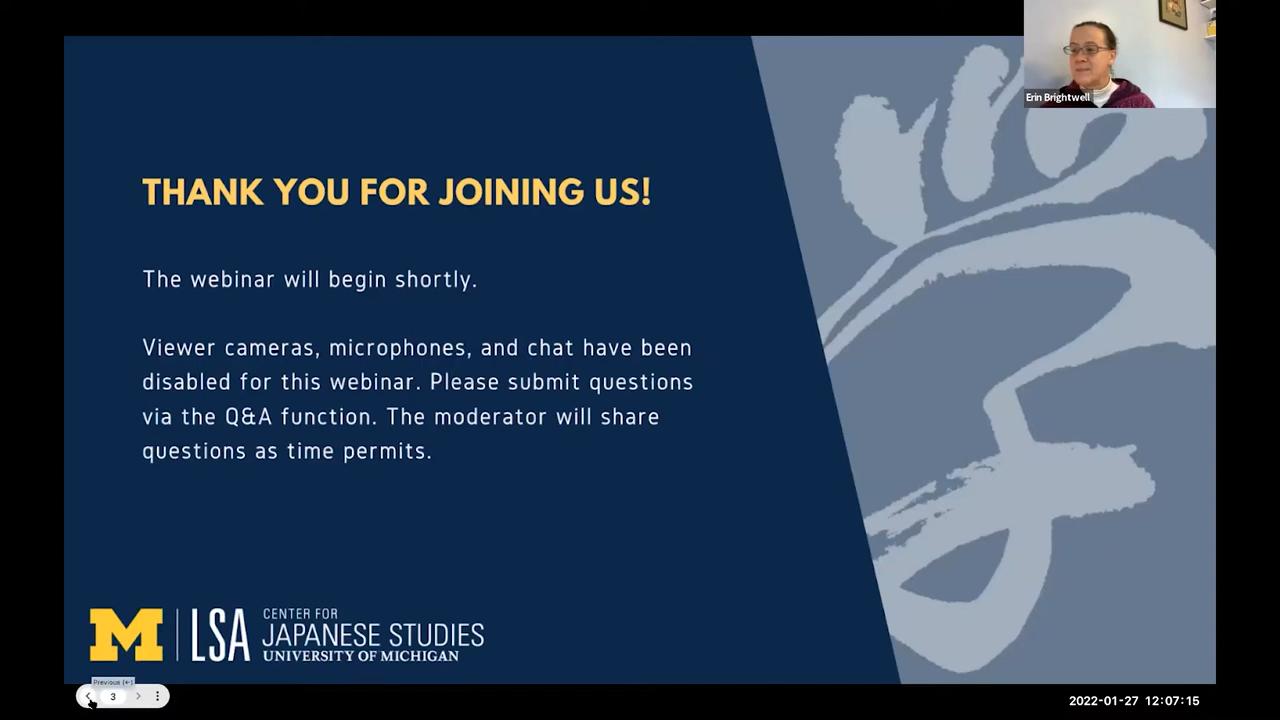 Erin Brightwell
THANK YOU FOR JOINING US!
The webinar will begin shortly.
Viewer cameras, microphones, and chat have been
disabled for this webinar. Please submit questions
via the Q&A function. The moderator will share
questions as time permits.
M LSA CENTER FOR
JAPANESE STUDIES
UNIVERSITY OF MICHIGAN
学
Previous (←)
3
2022-01-27 12:07:15